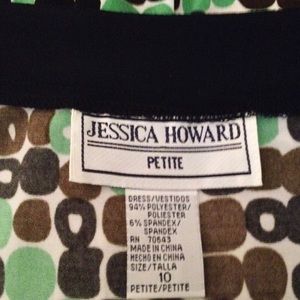 JESSICA HOWARD
PETITE
DRESS/VESTIDOS
94% POLYESTER/
POLIESTER
6% SPANDEX/
SPANDEX
RN 70643
MADE IN CHINA
HECHO EN CHINA
SIZE/TALLA
10
PETITE/PETITE